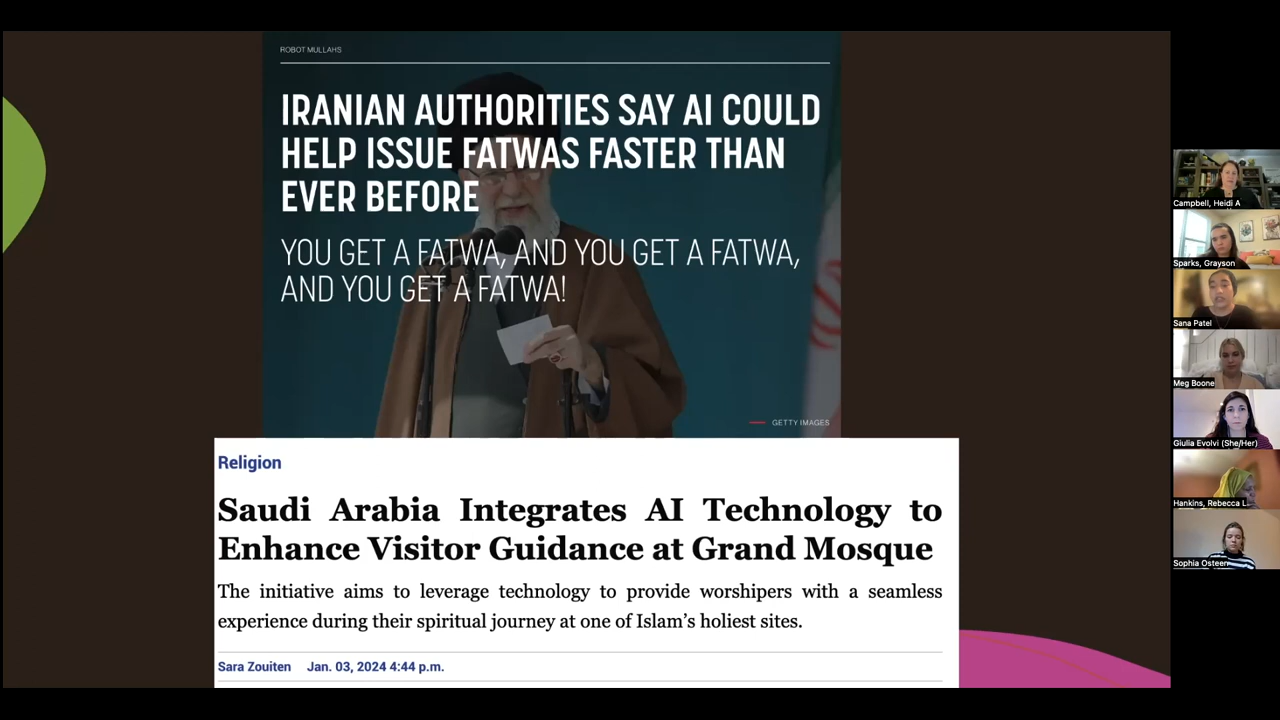 ROBOT MULLAHS
IRANIAN AUTHORITIES SAY AI COULD
HELP ISSUE FATWAS FASTER THAN
EVER BEFORE
YOU GET A FATWA, AND YOU GET A FATWA,
AND YOU GET A FATWA!
GETTY IMAGES
Religion
Saudi Arabia Integrates AI Technology to
Enhance Visitor Guidance at Grand Mosque
The initiative aims to leverage technology to provide worshipers with a seamless
experience during their spiritual journey at one of Islam's holiest sites.
Sara Zouiten Jan. 03, 2024 4:44 p.m.
Campbell, Heidi A
Sparks, Grayson
Sana Patel
Meg Boone
Giulia Evolvi (She/Her)
Hankins, Rebecca L.
Sophia Osteen